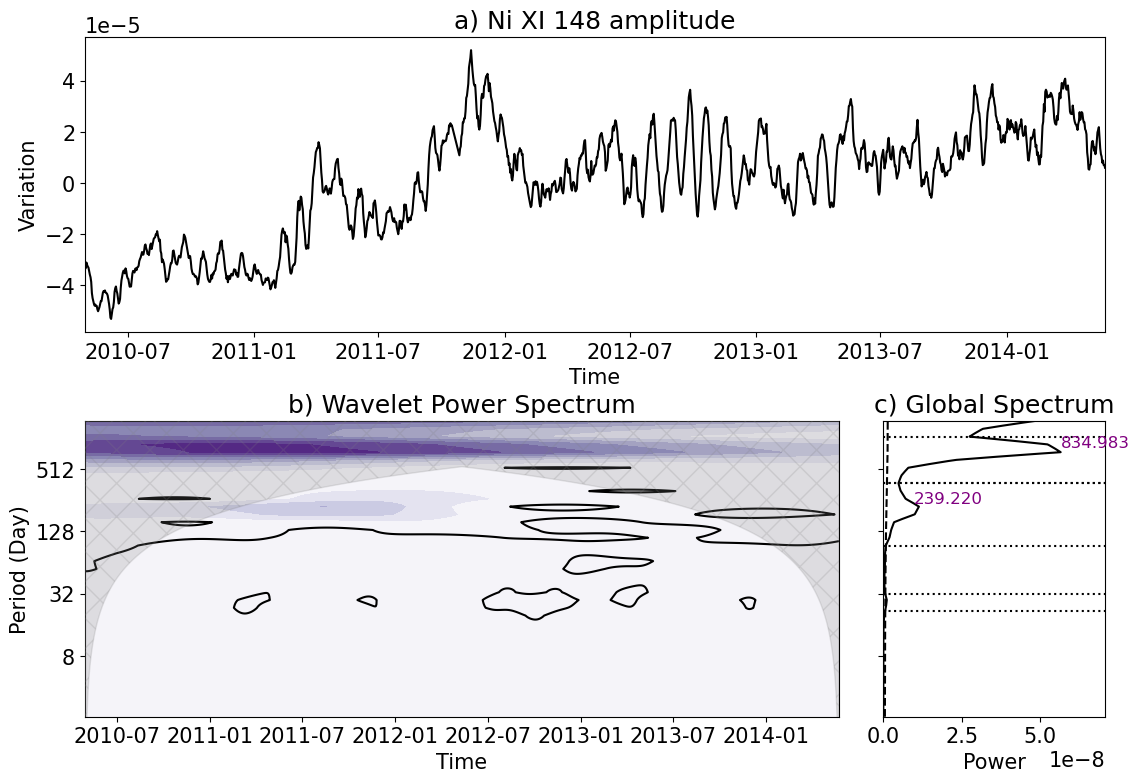 a) Ni XI 148 amplitude
1e−5
4
2
0
−2
−4
Variation
2010-07 2011-01 2011-07 2012-01 2012-07 2013-01 2013-07 2014-01
Time
b) Wavelet Power Spectrum
512
128
32
8
Period (Day)
2010-07 2011-01 2011-07 2012-01 2012-07 2013-01 2013-07 2014-01
Time
c) Global Spectrum
834.983
239.220
0.0 2.5 5.0
Power 1e−8